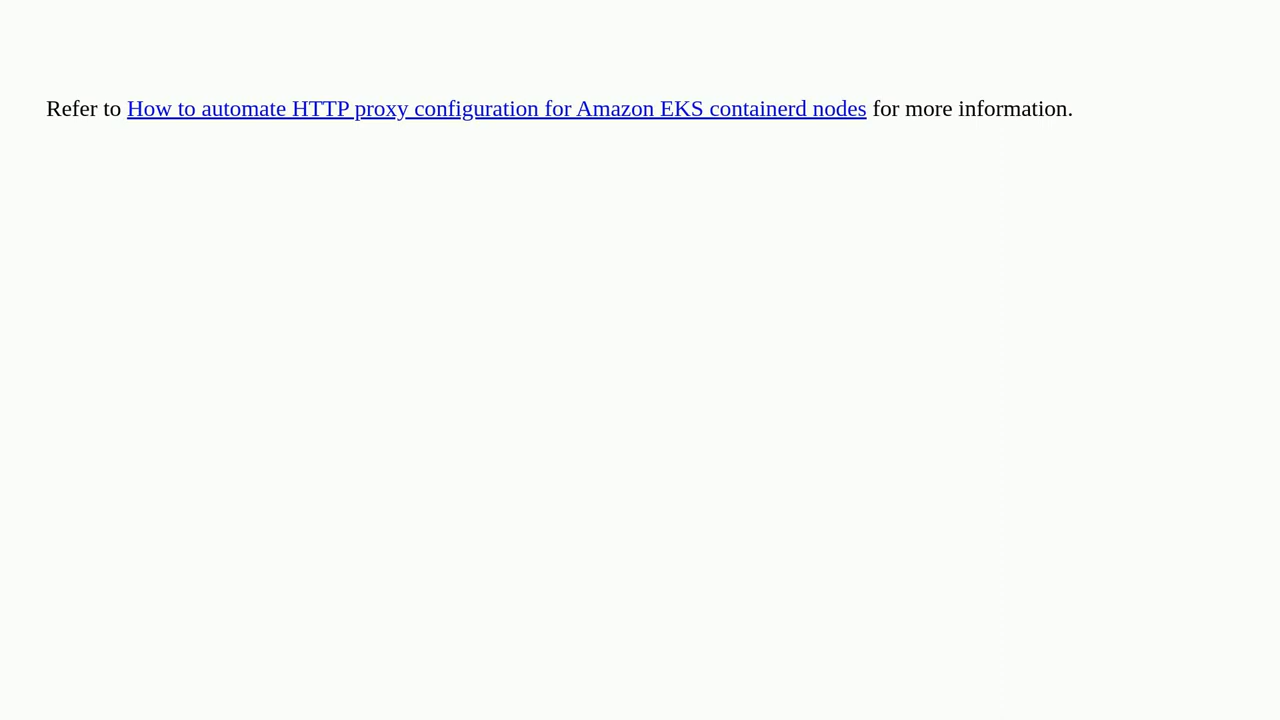 Refer to How to automate HTTP proxy configuration for Amazon EKS containerd nodes for more information.